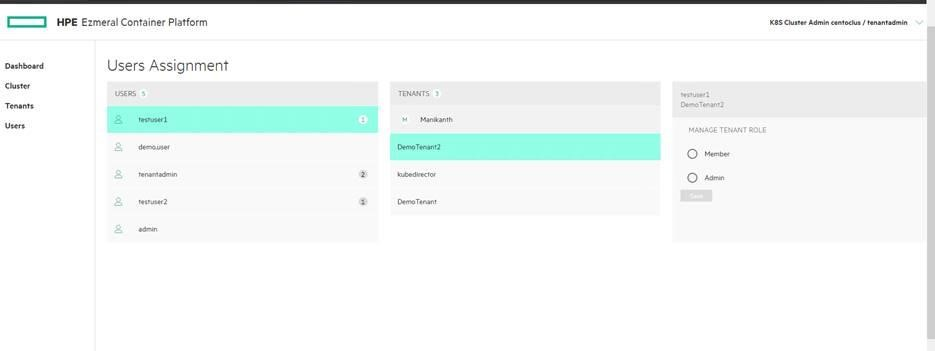 HPE Ezmeral Container Platform
K8S Cluster Admin centoclus / tenantadmin
Dashboard
Cluster
Tenants
Users
Users Assignment
USERS 5
testuser1 1
demo.user
tenantadmin 2
testuser2 1
admin
TENANTS 3
M Manikanth
DemoTenant2
kubedirector
DemoTenant
testuser1
DemoTenant2
MANAGE TENANT ROLE
Member
Admin
Save